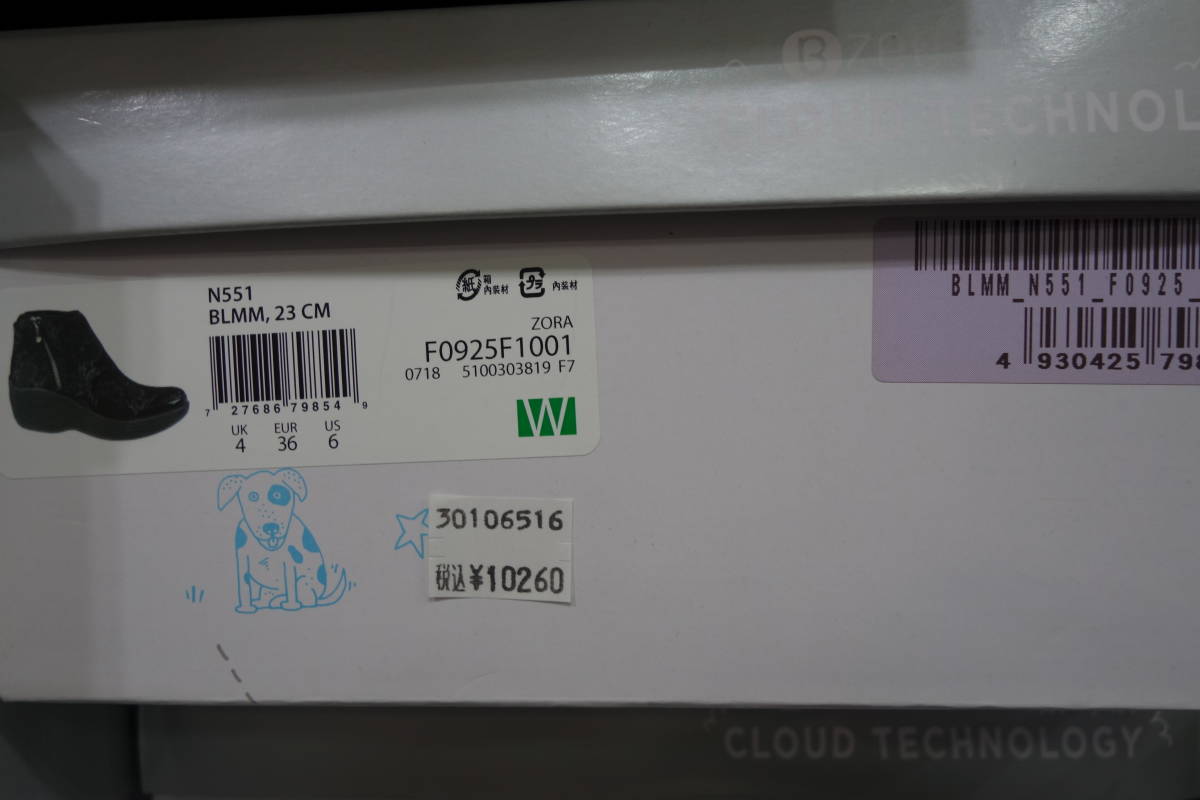 TECHNOL
N551
BLMM, 23 CM
7 27686 79854 9
UK EUR US
4 36 6
紙 箱 内装材 プラ 内装材
ZORA
F0925F1001
0718 5100303819 F7
W
BLMM_N551_F0925_
4 930425 798
30106516
税込¥10260
CLOUD TECHNOLOGY